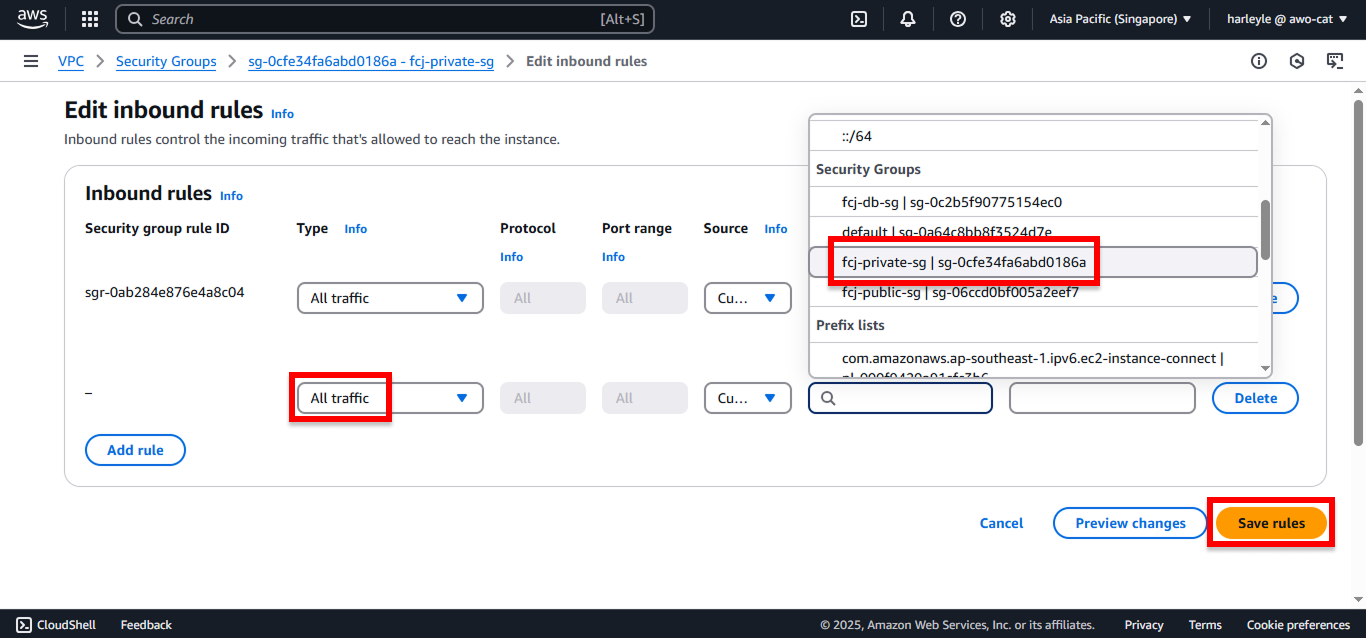 aws
Search [Alt+S] Asia Pacific (Singapore) harleyle @ awo-cat
VPC Security Groups sg-0cfe34fa6abd0186a - fcj-private-sg Edit inbound rules
Edit inbound rules Info
Inbound rules control the incoming traffic that's allowed to reach the instance.
Inbound rules Info
Security group rule ID Type Info Protocol Info Port range Info Source Info
sgr-0ab284e876e4a8c04 All traffic All All Cu...
::/64
Security Groups
fcj-db-sg | sg-0c2b5f90775154ec0
default | sg-0a64c8bb8f3524d7e
fcj-private-sg | sg-0cfe34fa6abd0186a
fcj-public-sg | sg-06ccd0bf005a2eef7
Prefix lists
com.amazonaws.ap-southeast-1.ipv6.ec2-instance-connect |
– All traffic All All Cu... Delete
Add rule
Cancel Preview changes Save rules
CloudShell Feedback © 2025, Amazon Web Services, Inc. or its affiliates. Privacy Terms Cookie preferences